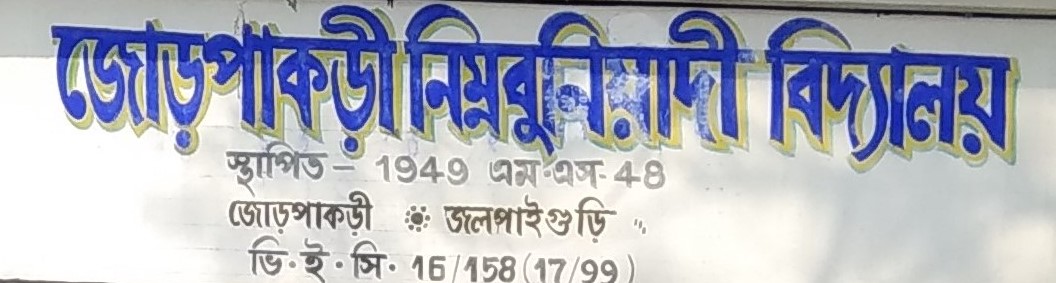 জোড়পাকড়ী নিম্নবুনিয়াদী বিদ্যালয়
স্থাপিত - 1949 এম·এস· 48
জোড়পাকড়ী ☼ জলপাইগুড়ি "
ভি·ই·সি· 16/158 (17/99)